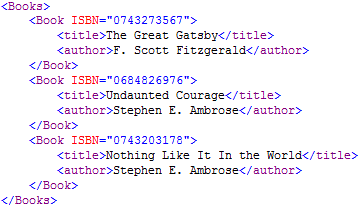 <Books>
    <Book ISBN="0743273567">
        <title>The Great Gatsby</title>
        <author>F. Scott Fitzgerald</author>
    </Book>
    <Book ISBN="0684826976">
        <title>Undaunted Courage</title>
        <author>Stephen E. Ambrose</author>
    </Book>
    <Book ISBN="0743203178">
        <title>Nothing Like It In the World</title>
        <author>Stephen E. Ambrose</author>
    </Book>
</Books>